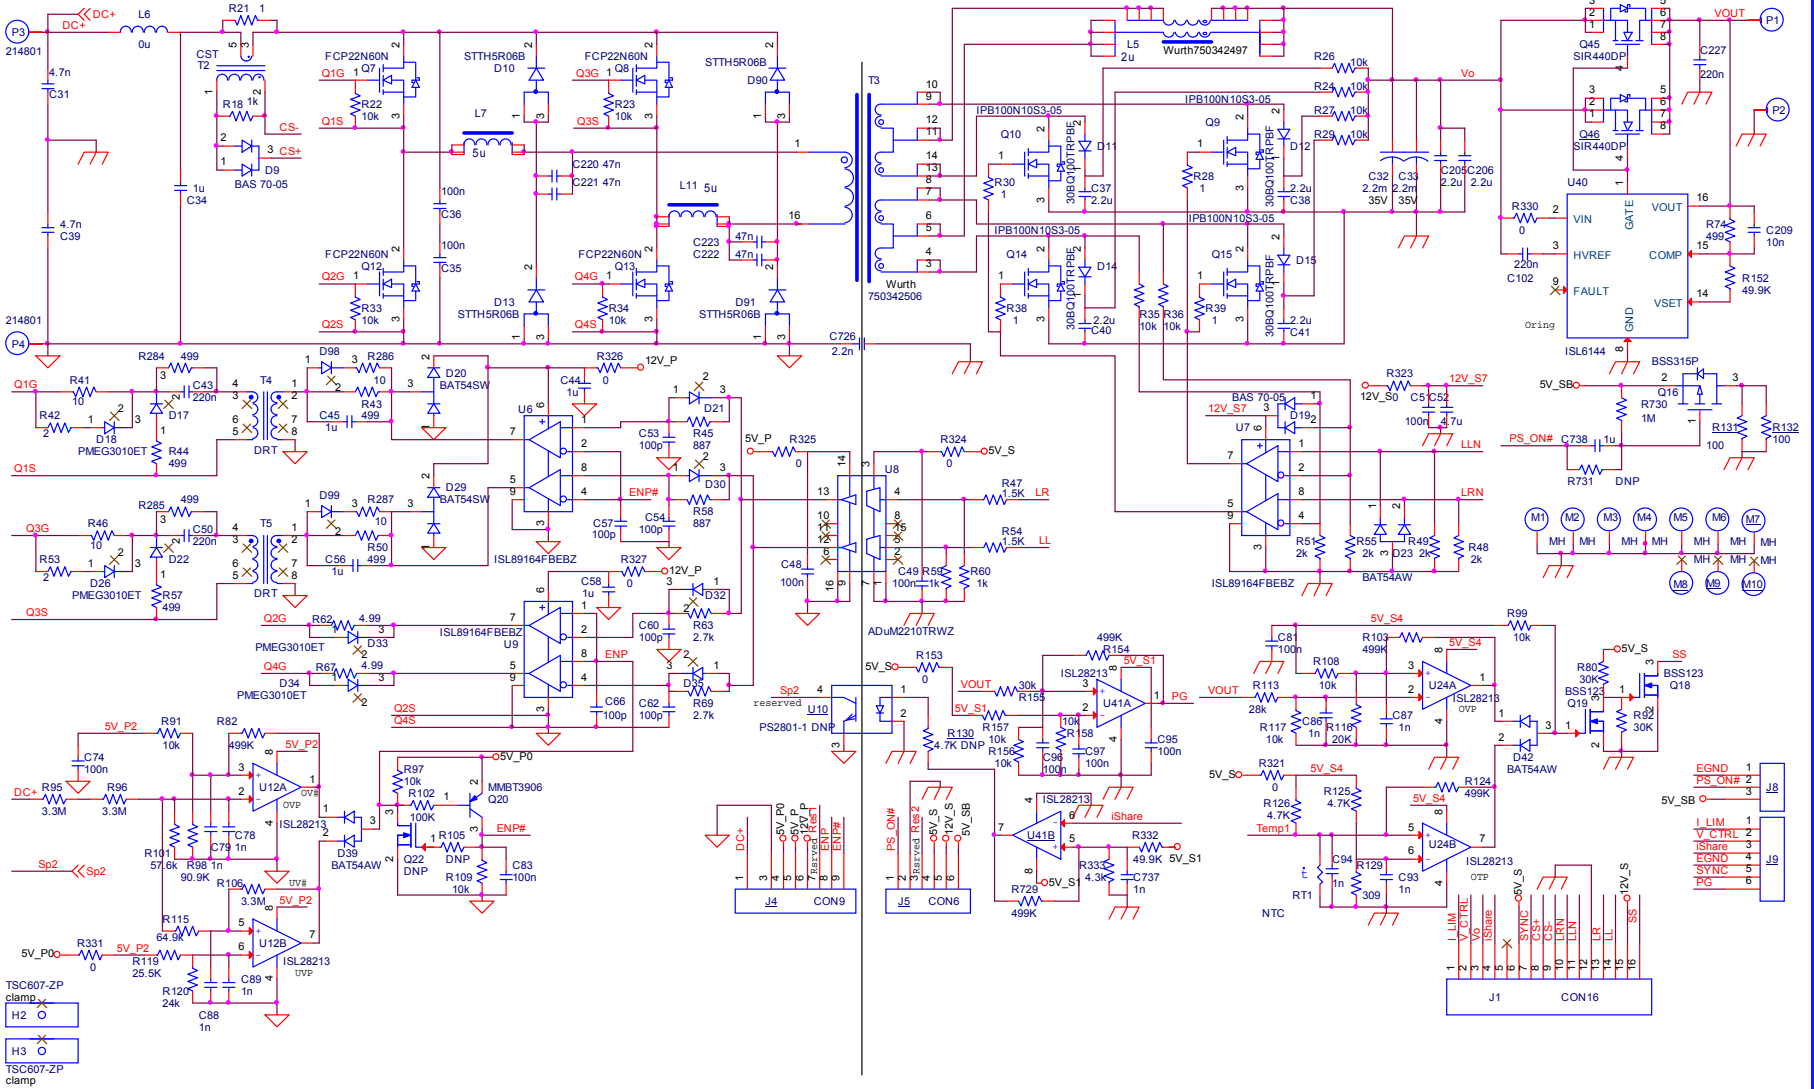 P3
214801
DC+
L6
0u
R21 1
CST
T2
R18 1k
CS-
CS+
D9
BAS 70-05
4.7n
C31
4.7n
C39
1u
C34
214801
P4
FCP22N60N
Q7
Q1G
R22
10k
Q1S
STTH5R06B
D10
FCP22N60N
Q8
Q3G
R23
10k
Q3S
STTH5R06B
D90
L7
5u
C220 47n
C221 47n
L11 5u
100n
C36
100n
C35
C223 47n
C222 47n
FCP22N60N
Q12
Q2G
R33
10k
Q2S
D13
STTH5R06B
FCP22N60N
Q13
Q4G
R34
10k
Q4S
D91
STTH5R06B
T3
Wurth
750342506
C726
2.2n
L5
2u
Wurth750342497
R26 10k
R24 10k
R27 10k
R29 10k
IPB100N10S3-05
Q10
D11
30BQ100TRPBF
R30
1
C37
2.2u
IPB100N10S3-05
Q9
D12
30BQ100TRPBF
R28
1
2.2u
C38
IPB100N10S3-05
Q14
D14
30BQ100TRPBF
R38
1
2.2u
C40
IPB100N10S3-05
Q15
D15
30BQ100TRPBF
R39
1
2.2u
C41
R35
10k
R36
10k
Vo
C32
2.2m
35V
C33
2.2m
35V
C205
2.2u
C206
2.2u
Q45
SIR440DP
Q46
SIR440DP
VOUT
P1
C227
220n
P2
U40
VIN
HVREF
FAULT
GATE
GND
VOUT
COMP
VSET
ISL6144
Oring
R330
0
220n
C102
R74
499
C209
10n
R152
49.9K
R284 499
Q1G
R41
10
R42
2
D18
PMEG3010ET
D17
C43
220n
R44
499
Q1S
T4
DRT
D98
R286
10
R43
499
C45
1u
D20
BAT54SW
R285 499
Q3G
R46
10
R53
2
D26
PMEG3010ET
D22
C50
220n
R57
499
Q3S
T5
DRT
D99
R287
10
R50
499
C56
1u
D29
BAT54SW
U6
ISL89164FBEBZ
C44
1u
R326
0
12V_P
D21
R45
887
C53
100p
D30
ENP#
R58
887
C57
100p
C54
100p
R327
0
12V_P
C58
1u
D32
R63
2.7k
C60
100p
ENP
D35
R69
2.7k
C66
100p
C62
100p
ISL89164FBEBZ
U9
Q2G
R62 4.99
D33
PMEG3010ET
Q4G
R67 4.99
D34
PMEG3010ET
Q2S
Q4S
5V_P
R325
0
U8
R324
0
5V_S
R47
1.5K
LR
R54
1.5K
LL
C48
100n
C49
100n
R59
1k
R60
1k
ADuM2210TRWZ
BAS 70-05
D19
12V_S7
U7
ISL89164FBEBZ
R51
2k
R55
2k
D23
BAT54AW
R49
2k
R48
2k
LLN
LRN
R323
0
12V_S
12V_S7
C51
100n
C52
4.7u
BSS315P
Q16
5V_SB
R730
1M
PS_ON#
C738 1u
R731 DNP
R131
100
R132
100
M1
M2
M3
M4
M5
M6
M7
MH
MH
MH
MH
MH
MH
MH
MH
MH
MH
M8
M9
M10
Sp2
reserved
U10
PS2801-1 DNP
5V_S
R153
0
R130
4.7K DNP
VOUT
30k
R155
5V_S1
R157
10k
R156
10k
10k
R158
C96
100n
C97
100n
499K
R154
5V_S1
ISL28213
U41A
PG
C95
100n
ISL28213
U41B
iShare
R332
49.9K
5V_S1
R333
4.3k
C737
1n
5V_S1
R729
499K
C81
100n
5V_S4
R99
10k
R103
499K
5V_S4
R108
10k
VOUT
R113
28k
R117
10k
C86
1n
R116
20K
C87
1n
U24A
ISL28213
OVP
D42
BAT54AW
5V_S
R80
30K
BSS123
Q19
SS
BSS123
Q18
R92
30K
5V_S
R321
0
5V_S4
R126
4.7K
R125
4.7K
Temp1
RT1
NTC
C94
1n
R129
309
C93
1n
R124
499K
5V_S4
U24B
ISL28213
OTP
5V_P2
R91
10k
R82
499K
5V_P2
C74
100n
DC+
R95
3.3M
R96
3.3M
U12A
OV#
OVP
ISL28213
R101
57.6k
R98
90.9K
C78
1n
C79
1n
D39
BAT54AW
R97
10k
R102
100K
5V_P0
MMBT3906
Q20
Q22
DNP
R105
DNP
R109
10k
ENP#
C83
100n
Sp2
Sp2
R106
3.3M
UV#
5V_P2
R115
64.9k
5V_P0
R331
0
5V_P2
R119
25.5K
R120
24k
C88
1n
C89
1n
U12B
ISL28213
UVP
TSC607-ZP
clamp
H2
H3
TSC607-ZP
clamp
DC+
5V_P0
5V_P
12V_P
Rsrved Res1
ENP
ENP#
J4 CON9
PS_ON#
Rsrved Res2
5V_S
12V_S
5V_SB
J5 CON6
I_LIM
V_CTRL
Vo
iShare
5V_S
SYNC
CS+
CS-
LRN
LLN
LR
LL
12V_S
SS
J1 CON16
EGND 1
PS_ON# 2
5V_SB 3
J8
I_LIM 1
V_CTRL 2
iShare 3
EGND 4
SYNC 5
PG 6
J9